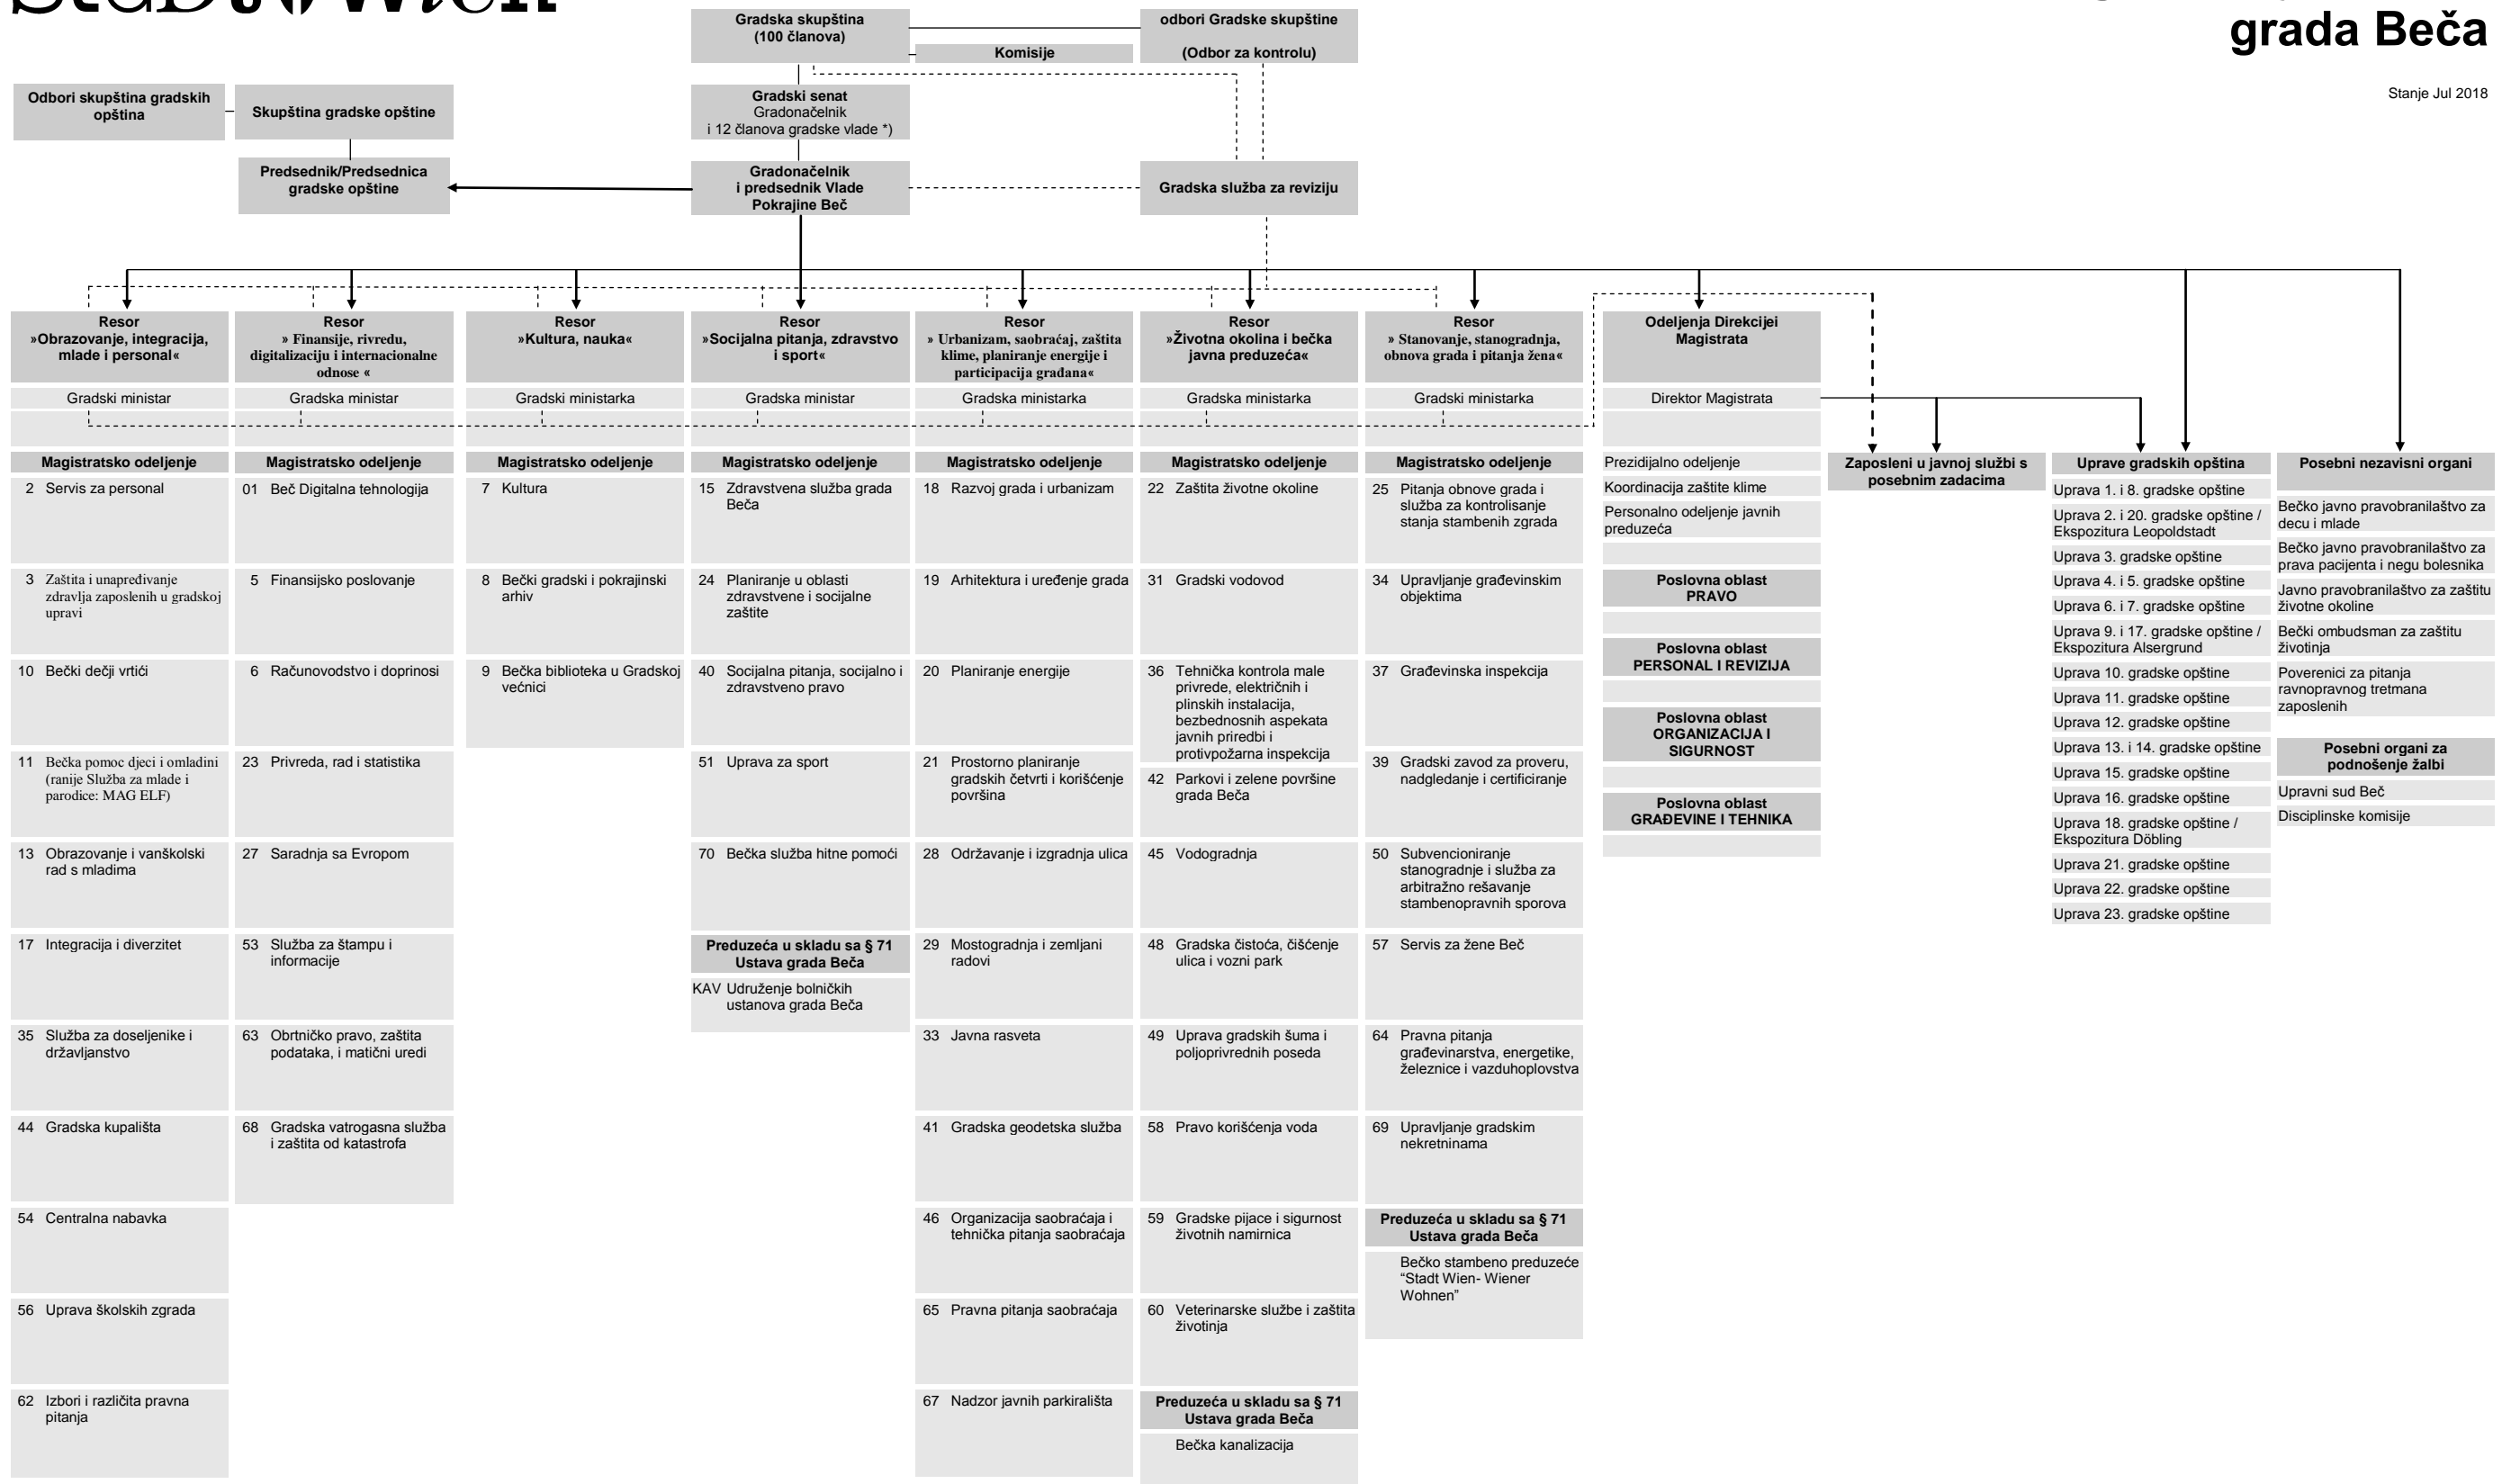 StaDt Wien
grada Beča
Stanje Jul 2018
Gradska skupština
(100 članova)
Komisije
odbori Gradske skupštine
(Odbor za kontrolu)
Odbori skupština gradskih
opština
Skupština gradske opštine
Gradski senat
Gradonačelnik
i 12 članova gradske vlade *)
Predsednik/Predsednica
gradske opštine
Gradonačelnik
i predsednik Vlade
Pokrajine Beč
Gradska služba za reviziju
Resor
»Obrazovanje, integracija,
mlade i personal«
Gradski ministar
Magistratsko odeljenje
2 Servis za personal
3 Zaštita i unapređivanje
zdravlja zaposlenih u gradskoj
upravi
10 Bečki dečji vrtići
11 Bečka pomoc djeci i omladini
(ranije Služba za mlade i
parodice: MAG ELF)
13 Obrazovanje i vanškolski
rad s mladima
17 Integracija i diverzitet
35 Služba za doseljenike i
državljanstvo
44 Gradska kupališta
54 Centralna nabavka
56 Uprava školskih zgrada
62 Izbori i različita pravna
pitanja
Resor
» Finansije, rivredu,
digitalizaciju i internacionalne
odnose «
Gradska ministar
Magistratsko odeljenje
01 Beč Digitalna tehnologija
5 Finansijsko poslovanje
6 Računovodstvo i doprinosi
23 Privreda, rad i statistika
27 Saradnja sa Evropom
53 Služba za štampu i
informacije
63 Obrtničko pravo, zaštita
podataka, i matični uredi
68 Gradska vatrogasna služba
i zaštita od katastrofa
Resor
»Kultura, nauka«
Gradski ministarka
Magistratsko odeljenje
7 Kultura
8 Bečki gradski i pokrajinski
arhiv
9 Bečka biblioteka u Gradskoj
većnici
Resor
»Socijalna pitanja, zdravstvo
i sport«
Gradska ministar
Magistratsko odeljenje
15 Zdravstvena služba grada
Beča
24 Planiranje u oblasti
zdravstvene i socijalne
zaštite
40 Socijalna pitanja, socijalno i
zdravstveno pravo
51 Uprava za sport
70 Bečka služba hitne pomoći
Preduzeća u skladu sa § 71
Ustava grada Beča
KAV Udruženje bolničkih
ustanova grada Beča
Resor
» Urbanizam, saobraćaj, zaštita
klime, planiranje energije i
participacija građana«
Gradska ministarka
Magistratsko odeljenje
18 Razvoj grada i urbanizam
19 Arhitektura i uređenje grada
20 Planiranje energije
21 Prostorno planiranje
gradskih četvrti i korišćenje
površina
28 Održavanje i izgradnja ulica
29 Mostogradnja i zemljani
radovi
33 Javna rasveta
41 Gradska geodetska služba
46 Organizacija saobraćaja i
tehnička pitanja saobraćaja
65 Pravna pitanja saobraćaja
67 Nadzor javnih parkirališta
Resor
»Životna okolina i bečka
javna preduzeća«
Gradska ministarka
Magistratsko odeljenje
22 Zaštita životne okoline
31 Gradski vodovod
36 Tehnička kontrola male
privrede, električnih i
plinskih instalacija,
bezbednosnih aspekata
javnih priredbi i
protivpožarna inspekcija
42 Parkovi i zelene površine
grada Beča
45 Vodogradnja
48 Gradska čistoća, čišćenje
ulica i vozni park
49 Uprava gradskih šuma i
poljoprivrednih poseda
58 Pravo korišćenja voda
59 Gradske pijace i sigurnost
životnih namirnica
60 Veterinarske službe i zaštita
životinja
Preduzeća u skladu sa § 71
Ustava grada Beča
Bečka kanalizacija
Resor
» Stanovanje, stanogradnja,
obnova grada i pitanja žena«
Gradski ministarka
Magistratsko odeljenje
25 Pitanja obnove grada i
služba za kontrolisanje
stanja stambenih zgrada
34 Upravljanje građevinskim
objektima
37 Građevinska inspekcija
39 Gradski zavod za proveru,
nadgledanje i certificiranje
50 Subvencioniranje
stanogradnje i služba za
arbitražno rešavanje
stambenopravnih sporova
57 Servis za žene Beč
64 Pravna pitanja
građevinarstva, energetike,
železnice i vazduhoplovstva
69 Upravljanje gradskim
nekretninama
Preduzeća u skladu sa § 71
Ustava grada Beča
Bečko stambeno preduzeće
“Stadt Wien- Wiener
Wohnen”
Odeljenja Direkcijei
Magistrata
Direktor Magistrata
Prezidijalno odeljenje
Koordinacija zaštite klime
Personalno odeljenje javnih
preduzeća
Poslovna oblast
PRAVO
Poslovna oblast
PERSONAL I REVIZIJA
Poslovna oblast
ORGANIZACIJA I
SIGURNOST
Poslovna oblast
GRAĐEVINE I TEHNIKA
Zaposleni u javnoj službi s
posebnim zadacima
Uprave gradskih opština
Uprava 1. i 8. gradske opštine
Uprava 2. i 20. gradske opštine /
Ekspozitura Leopoldstadt
Uprava 3. gradske opštine
Uprava 4. i 5. gradske opštine
Uprava 6. i 7. gradske opštine
Uprava 9. i 17. gradske opštine /
Ekspozitura Alsergrund
Uprava 10. gradske opštine
Uprava 11. gradske opštine
Uprava 12. gradske opštine
Uprava 13. i 14. gradske opštine
Uprava 15. gradske opštine
Uprava 16. gradske opštine
Uprava 18. gradske opštine /
Ekspozitura Döbling
Uprava 21. gradske opštine
Uprava 22. gradske opštine
Uprava 23. gradske opštine
Posebni nezavisni organi
Bečko javno pravobranilaštvo za
decu i mlade
Bečko javno pravobranilaštvo za
prava pacijenta i negu bolesnika
Javno pravobranilaštvo za zaštitu
životne okoline
Bečki ombudsman za zaštitu
životinja
Poverenici za pitanja
ravnopravnog tretmana
zaposlenih
Posebni organi za
podnošenje žalbi
Upravni sud Beč
Disciplinske komisije